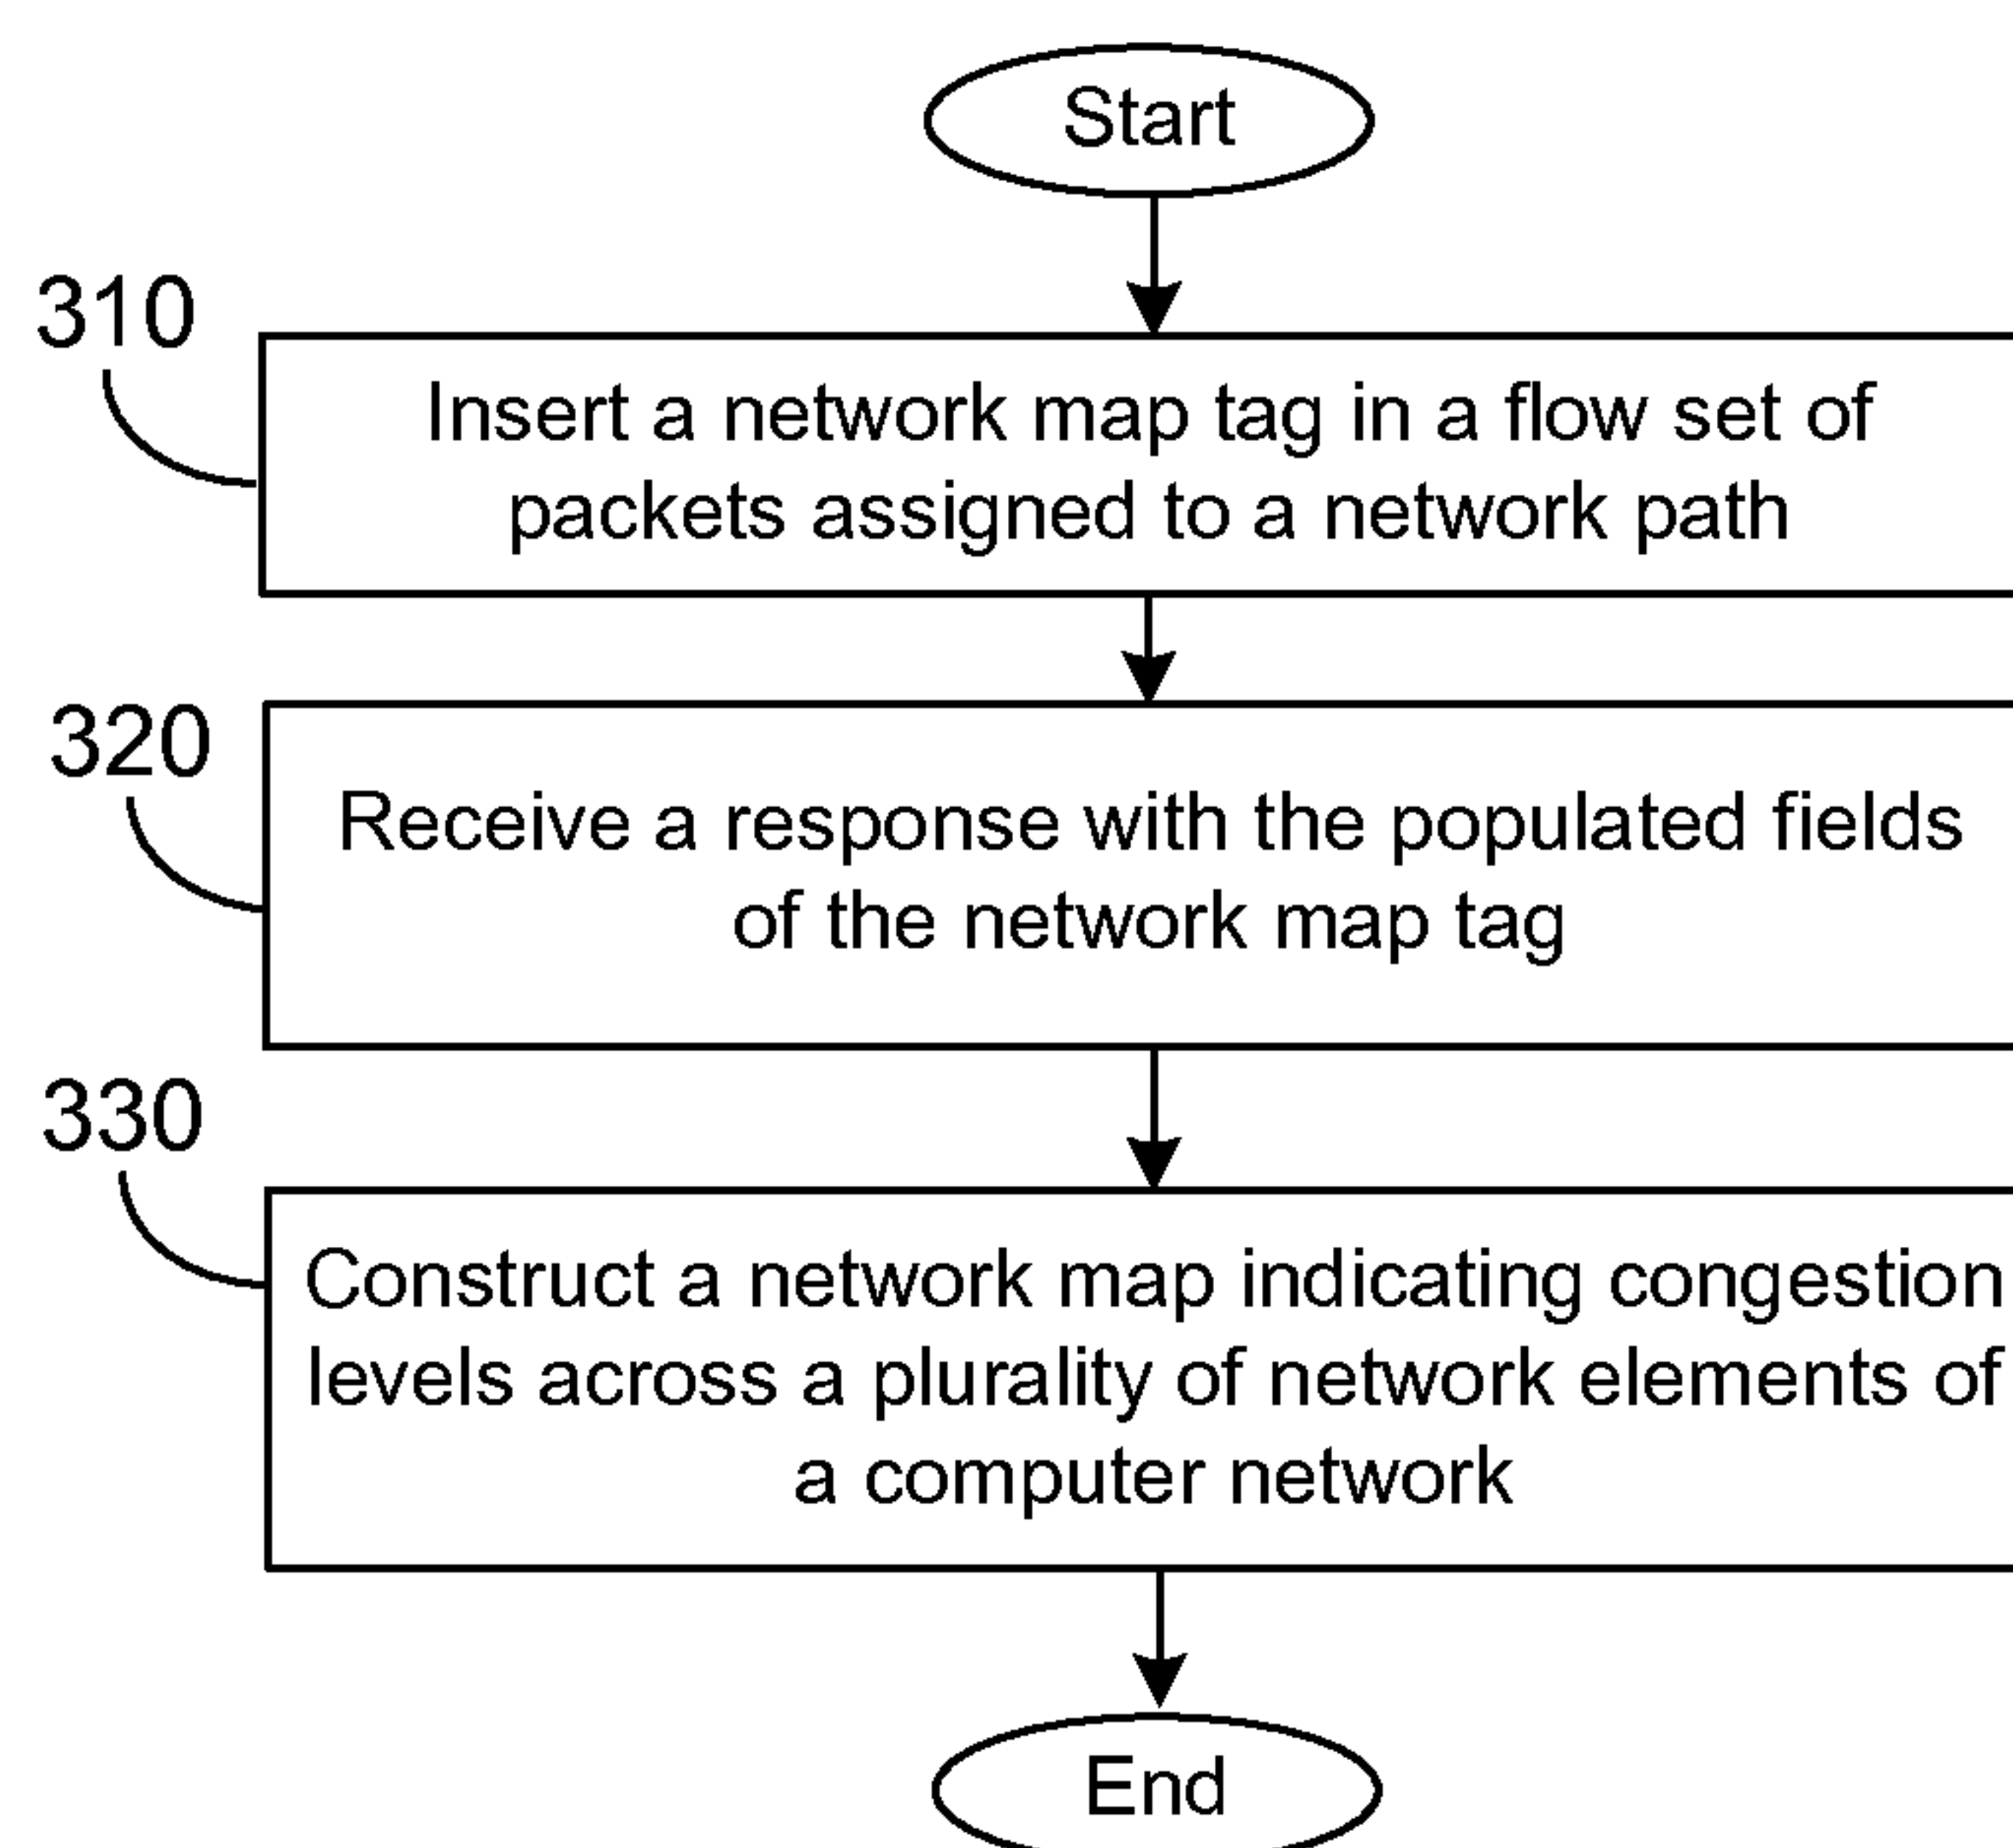 Start
310
Insert a network map tag in a flow set of
packets assigned to a network path
320
Receive a response with the populated fields
of the network map tag
330
Construct a network map indicating congestion
levels across a plurality of network elements of
a computer network
End